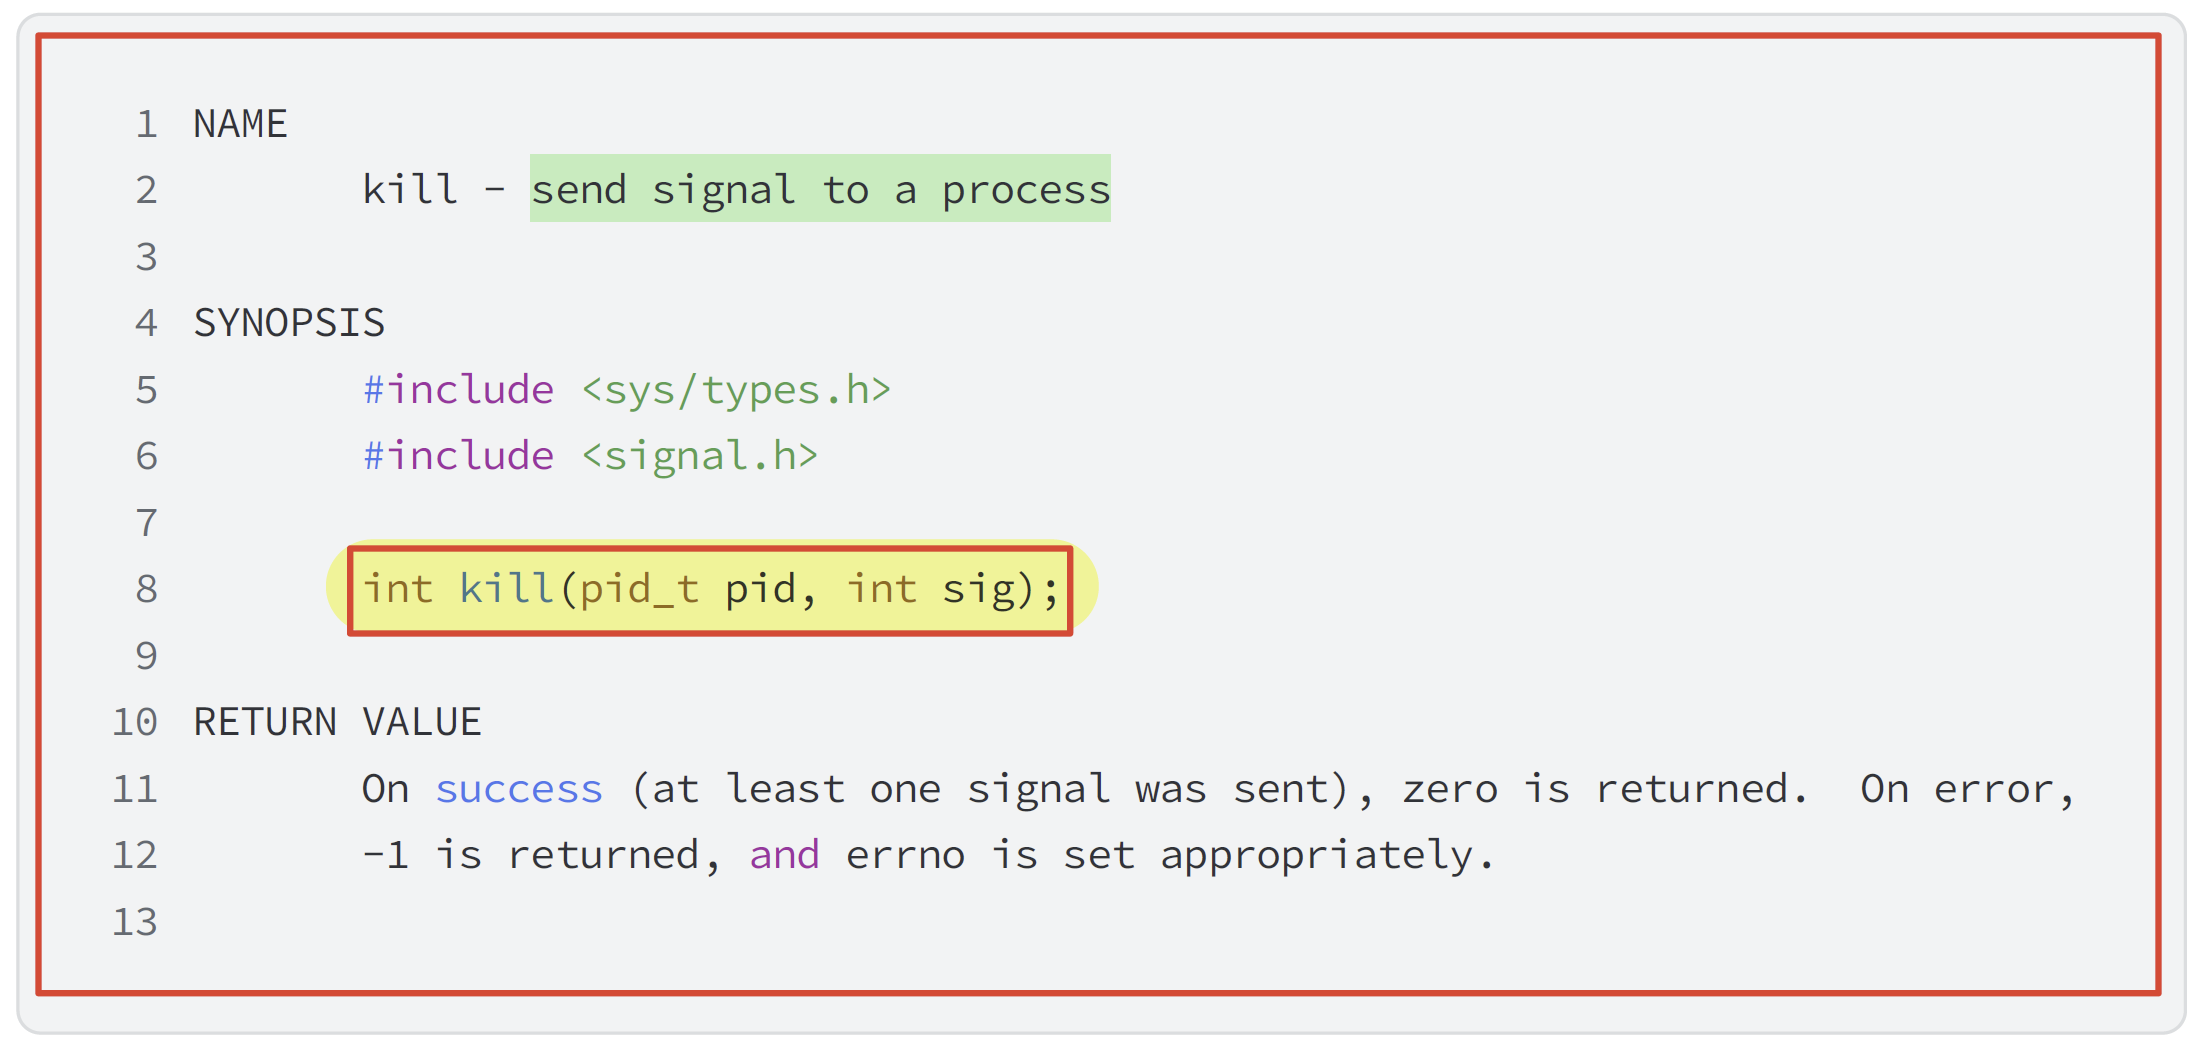 1 NAME
2 kill - send signal to a process
3
4 SYNOPSIS
5 #include <sys/types.h>
6 #include <signal.h>
7
8 int kill(pid_t pid, int sig);
9
10 RETURN VALUE
11 On success (at least one signal was sent), zero is returned.  On error,
12 -1 is returned, and errno is set appropriately.
13